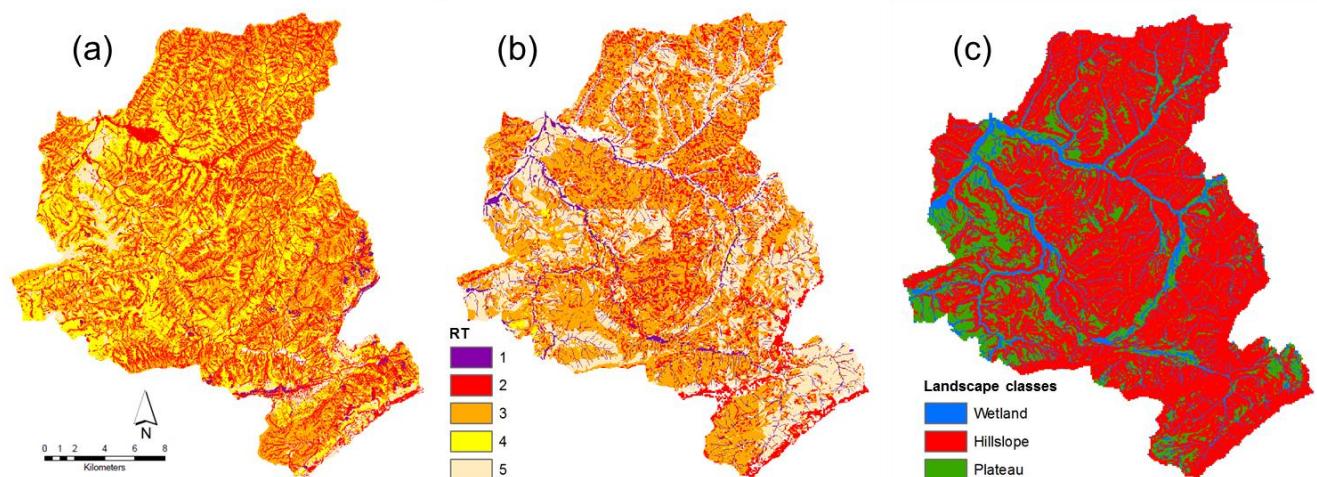 (a)
(b)
(c)
RT
1
2
3
4
5
N
0 1 2 4 6 8
Kilometers
Landscape classes
Wetland
Hillslope
Plateau